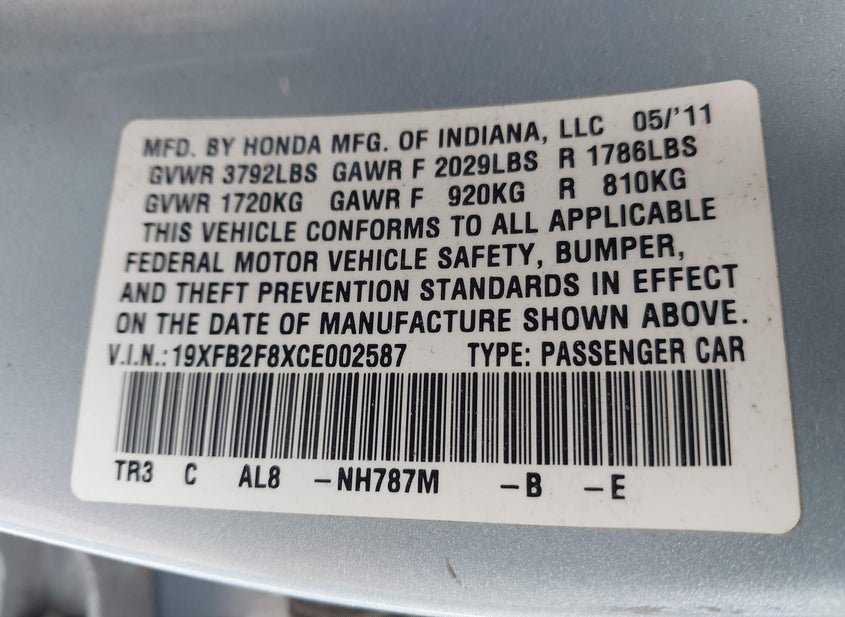 MFD. BY HONDA MFG. OF INDIANA, LLC 05/'11
GVWR 3792LBS GAWR F 2029LBS R 1786LBS
GVWR 1720KG GAWR F 920KG R 810KG
THIS VEHICLE CONFORMS TO ALL APPLICABLE
FEDERAL MOTOR VEHICLE SAFETY, BUMPER,
AND THEFT PREVENTION STANDARDS IN EFFECT
ON THE DATE OF MANUFACTURE SHOWN ABOVE.
V.I.N.: 19XFB2F8XCE002587 TYPE: PASSENGER CAR
TR3 C AL8 –NH787M –B –E